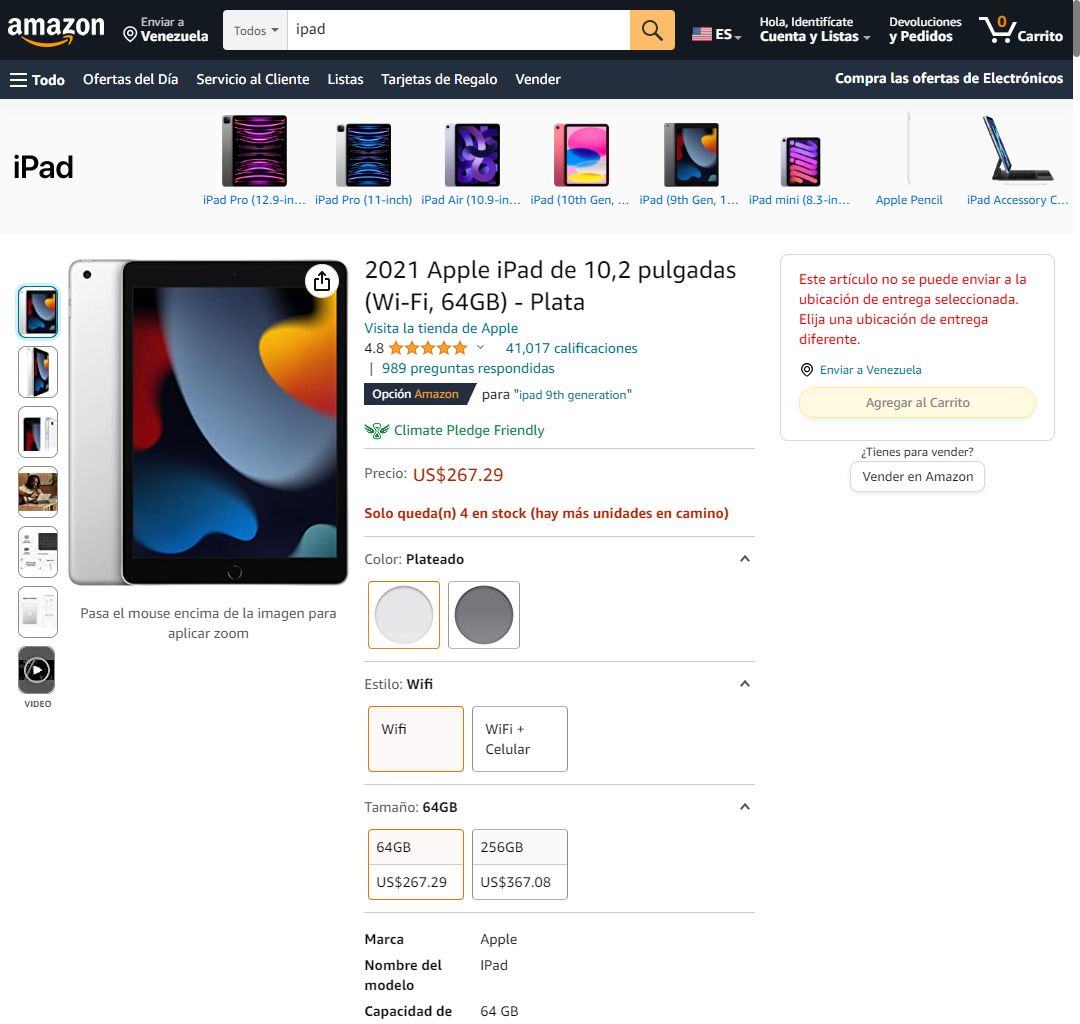 amazon
Enviar a
Venezuela
Todos
ipad
ES
Hola, Identifícate
Cuenta y Listas
Devoluciones
y Pedidos
0
Carrito
Todo
Ofertas del Día
Servicio al Cliente
Listas
Tarjetas de Regalo
Vender
Compra las ofertas de Electrónicos
iPad
iPad Pro (12.9-in...
iPad Pro (11-inch)
iPad Air (10.9-in...
iPad (10th Gen, ...
iPad (9th Gen, 1...
iPad mini (8.3-in...
Apple Pencil
iPad Accessory C...
VIDEO
Pasa el mouse encima de la imagen para
aplicar zoom
2021 Apple iPad de 10,2 pulgadas
(Wi-Fi, 64GB) - Plata
Visita la tienda de Apple
4.8
41,017 calificaciones
| 989 preguntas respondidas
Opción Amazon para "ipad 9th generation"
Climate Pledge Friendly
Precio: US$267.29
Solo queda(n) 4 en stock (hay más unidades en camino)
Color: Plateado
Estilo: Wifi
Wifi
WiFi +
Celular
Tamaño: 64GB
64GB
US$267.29
256GB
US$367.08
Marca Apple
Nombre del IPad
modelo
Capacidad de 64 GB
Este artículo no se puede enviar a la
ubicación de entrega seleccionada.
Elija una ubicación de entrega
diferente.
Enviar a Venezuela
Agregar al Carrito
¿Tienes para vender?
Vender en Amazon